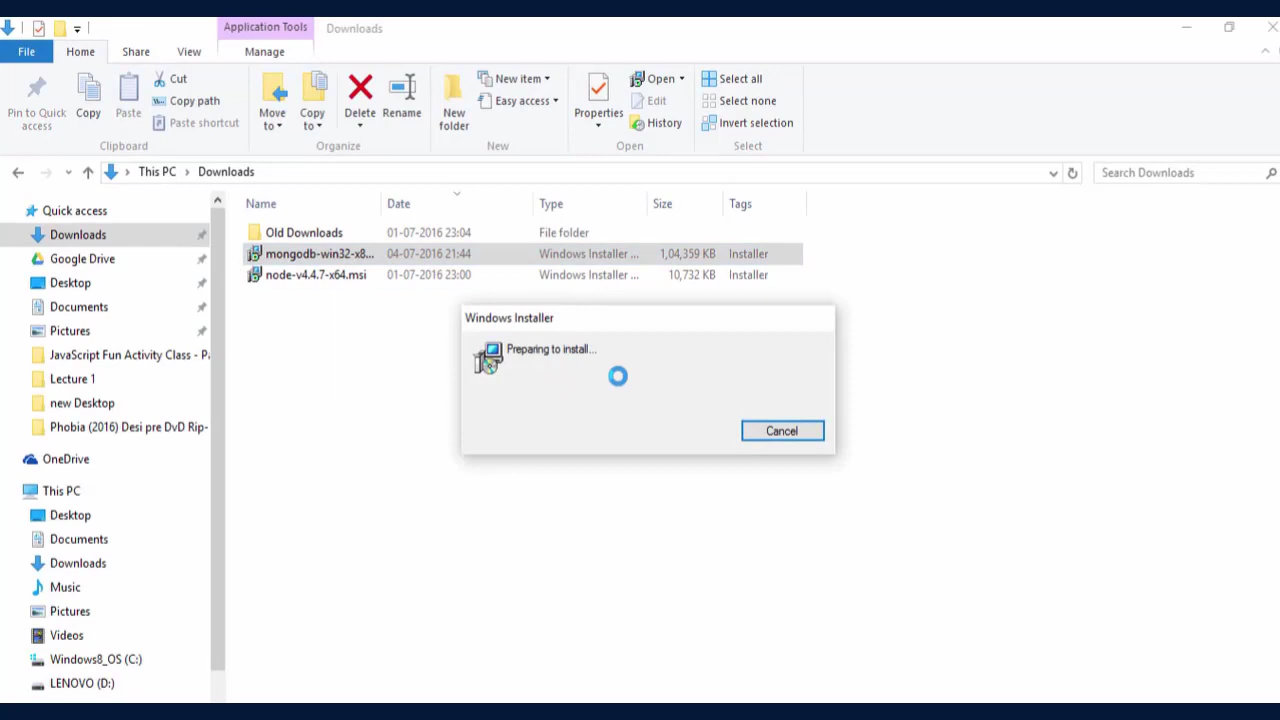 Application Tools
Downloads
File
Home
Share
View
Manage
Pin to Quick access
Copy
Paste
Cut
Copy path
Paste shortcut
Clipboard
Move to
Copy to
Delete
Rename
Organize
New folder
New item
Easy access
New
Properties
Open
Edit
History
Open
Select all
Select none
Invert selection
Select
This PC > Downloads
Search Downloads
Name Date Type Size Tags
Old Downloads 01-07-2016 23:04 File folder
mongodb-win32-x8... 04-07-2016 21:44 Windows Installer ... 1,04,359 KB Installer
node-v4.4.7-x64.msi 01-07-2016 23:00 Windows Installer ... 10,732 KB Installer
Quick access
Downloads
Google Drive
Desktop
Documents
Pictures
JavaScript Fun Activity Class - Pa
Lecture 1
new Desktop
Phobia (2016) Desi pre DvD Rip-
OneDrive
This PC
Desktop
Documents
Downloads
Music
Pictures
Videos
Windows8_OS (C:)
LENOVO (D:)
Windows Installer
Preparing to install...
Cancel